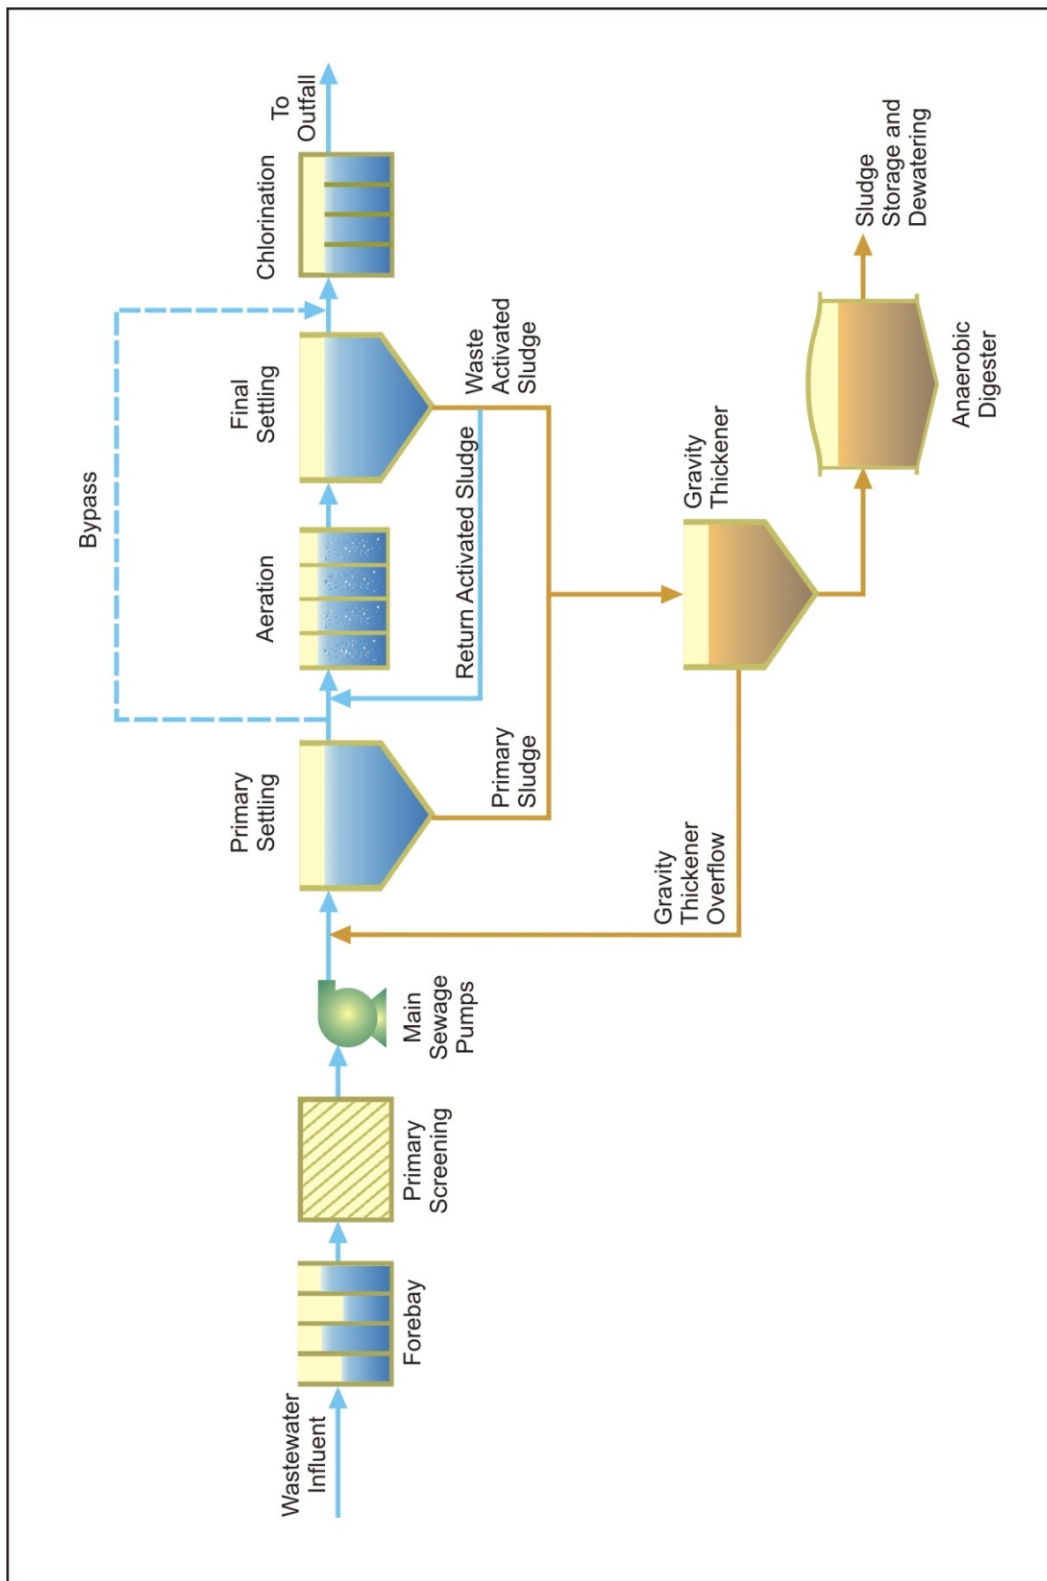 Wastewater
Influent
Forebay
Primary
Screening
Main
Sewage
Pumps
Primary
Settling
Bypass
Aeration
Final
Settling
Chlorination
To
Outfall
Return Activated Sludge
Waste
Activated
Sludge
Primary
Sludge
Gravity
Thickener
Overflow
Gravity
Thickener
Anaerobic
Digester
Sludge
Storage and
Dewatering